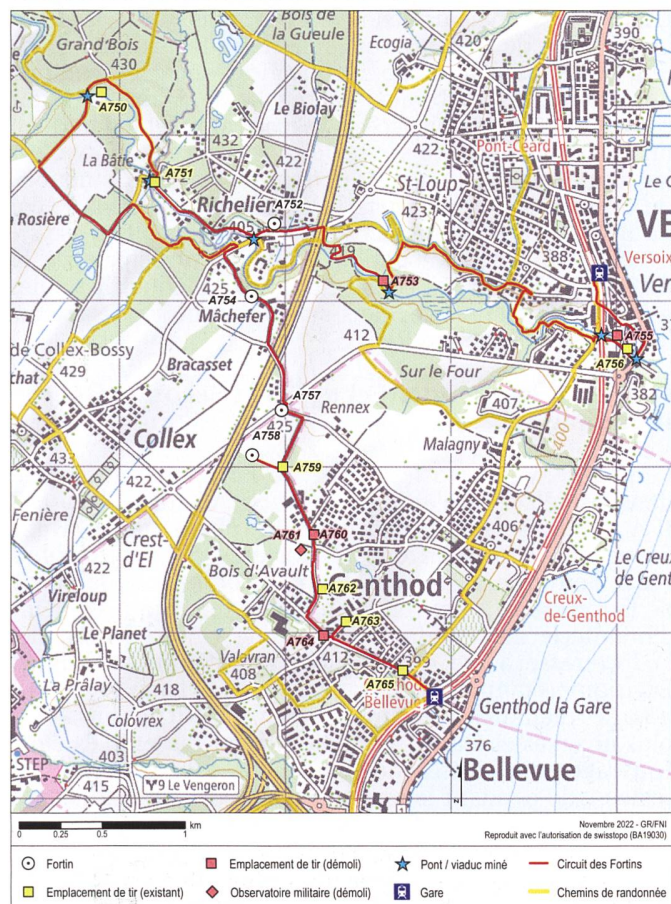 Grand Bois
430
Bois de
la Gueule
Ecogia
420
390
A750
Le Biolay
La Bâtie
A751
432
422
422
Pont-Céard
Richelien
A752
St-Loup
423
a Rosière
405
419
388
VE
Versoix
A753
425
A754
Mâchefer
412
A755
de Collex-Bossy
Bracasset
A756
chat
429
Sur le Four
382
A757
Rennex
407
400
Collex
A758
425
Malagny
433
A759
422
Fenière
A761
A760
406
Crest-
d'El
Bois d'Avault
Le Creux
de Gent
422
Genthod
A762
Creux-
de-Genthod
Vireloup
A763
Le Planet
A764
412
Valavran
408
A765
La Prâlay
418
Bellevue
Genthod la Gare
Colovrex
403
376
STEP
415
9 Le Vengeron
Bellevue
0 0.25 0.5 1 km
Novembre 2022 - GR/FNI
Reproduit avec l'autorisation de swisstopo (BA19030)
Fortin
Emplacement de tir (démoli)
Pont / viaduc miné
Circuit des Fortins
Emplacement de tir (existant)
Observatoire militaire (démoli)
Gare
Chemins de randonnée